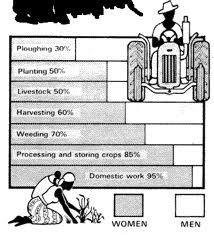 Ploughing 30%
Planting 50%
Livestock 50%
Harvesting 60%
Weeding 70%
Processing and storing crops 85%
Domestic work 95%
WOMEN MEN